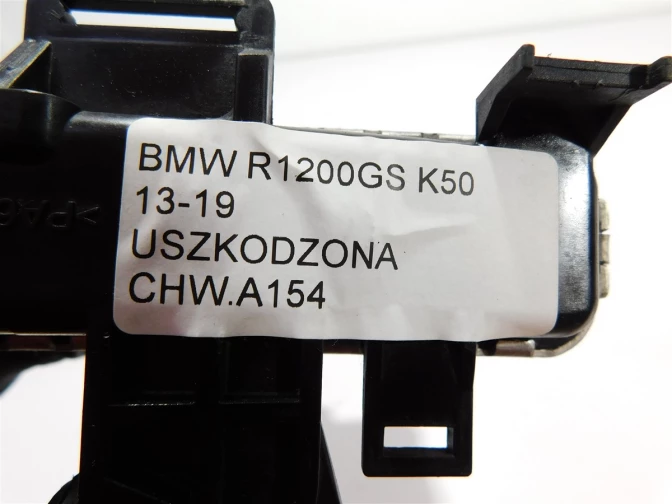 BMW R1200GS K50
13-19
USZKODZONA
CHW.A154